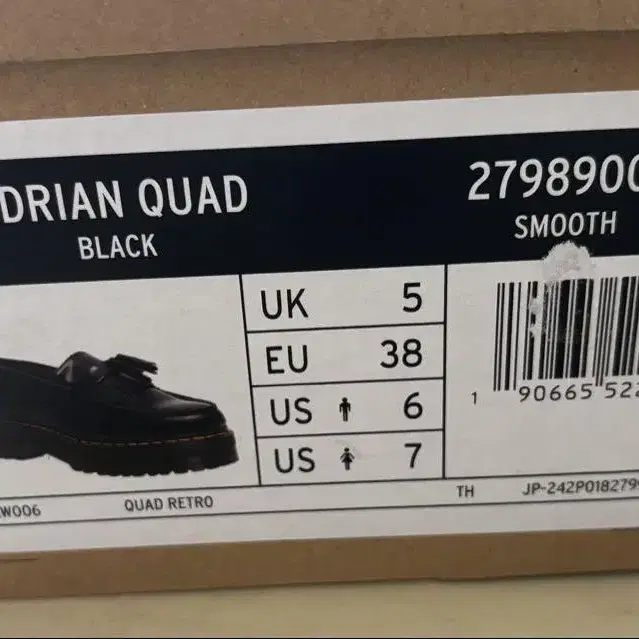 DRIAN QUAD
BLACK
2798900
SMOOTH
UK 5
EU 38
US 6
US 7
1 90665 522
W006
QUAD RETRO
TH
JP-242P0182799